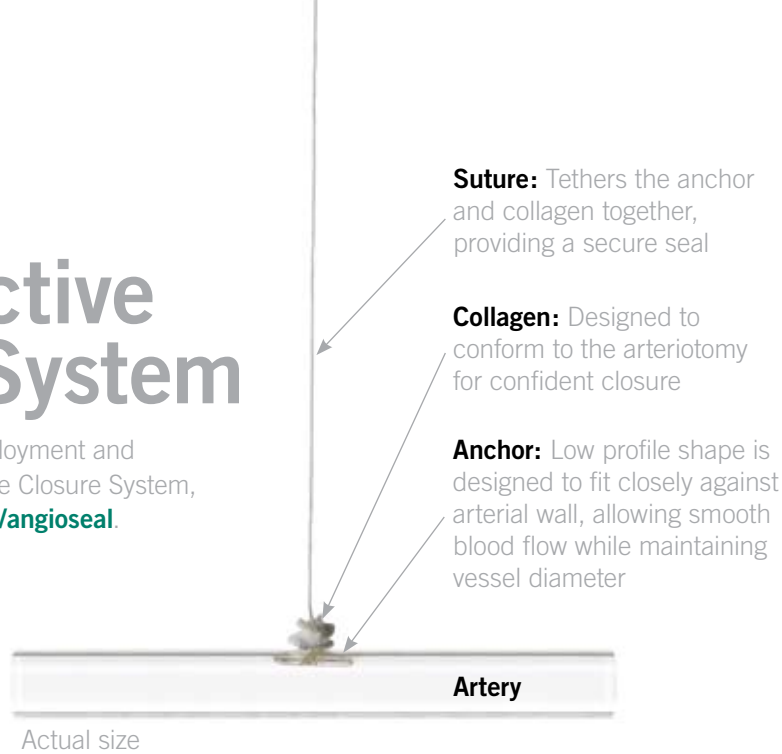 ctive
System
loyment and
e Closure System,
/angioseal.
Suture: Tethers the anchor
and collagen together,
providing a secure seal
Collagen: Designed to
conform to the arteriotomy
for confident closure
Anchor: Low profile shape is
designed to fit closely against
arterial wall, allowing smooth
blood flow while maintaining
vessel diameter
Artery
Actual size